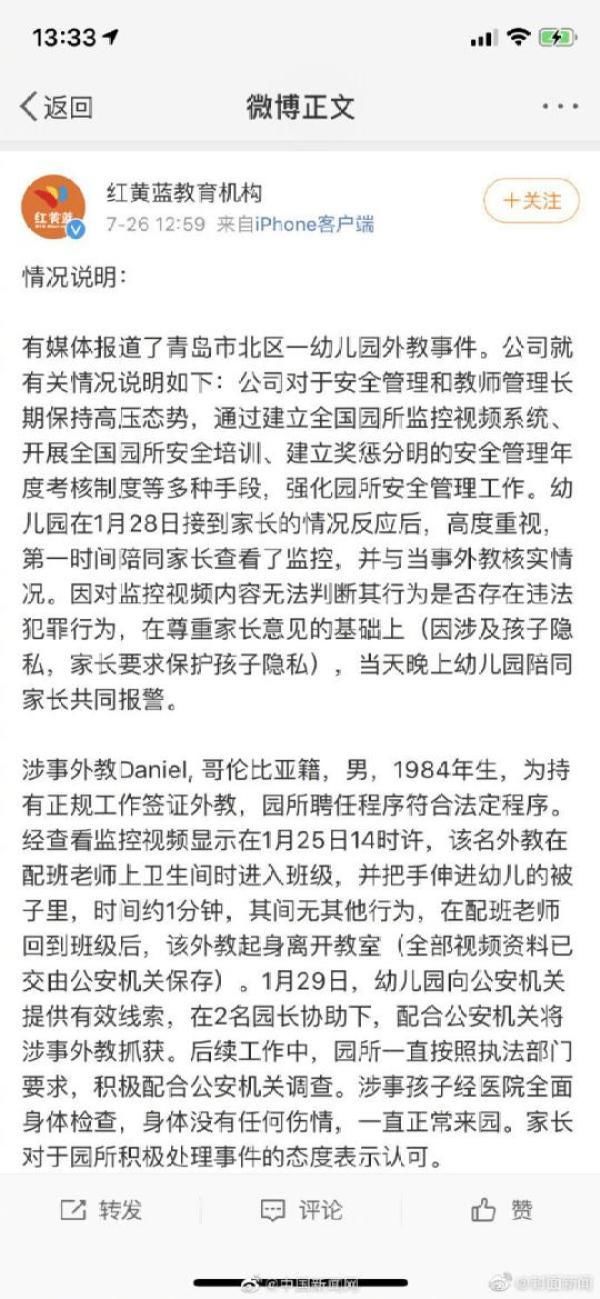 13:33
返回
微博正文
红黄蓝教育机构
+关注
7-26 12:59 来自iPhone客户端
红黄蓝
情况说明：
有媒体报道了青岛市北区一幼儿园外教事件。公司就
有关情况说明如下：公司对于安全管理和教师管理长
期保持高压态势，通过建立全国园所监控视频系统、
开展全国园所安全培训、建立奖惩分明的安全管理年
度考核制度等多种手段，强化园所安全管理工作。幼
儿园在1月28日接到家长的情况反应后，高度重视，
第一时间陪同家长查看了监控，并与当事外教核实情
况。因对监控视频内容无法判断其行为是否存在违法
犯罪行为，在尊重家长意见的基础上（因涉及孩子隐
私，家长要求保护孩子隐私），当天晚上幼儿园陪同
家长共同报警。
涉事外教Daniel, 哥伦比亚籍，男，1984年生，为持
有正规工作签证外教，园所聘任程序符合法定程序。
经查看监控视频显示在1月25日14时许，该名外教在
配班老师上卫生间时进入班级，并把手伸进幼儿的被
子里，时间约1分钟，其间无其他行为，在配班老师
回到班级后，该外教起身离开教室（全部视频资料已
交由公安机关保存）。1月29日，幼儿园向公安机关
提供有效线索，在2名园长协助下，配合公安机关将
涉事外教抓获。后续工作中，园所一直按照执法部门
要求，积极配合公安机关调查。涉事孩子经医院全面
身体检查，身体没有任何伤情，一直正常来园。家长
对于园所积极处理事件的态度表示认可。
转发
评论
赞
@中国新闻网
@封面新闻